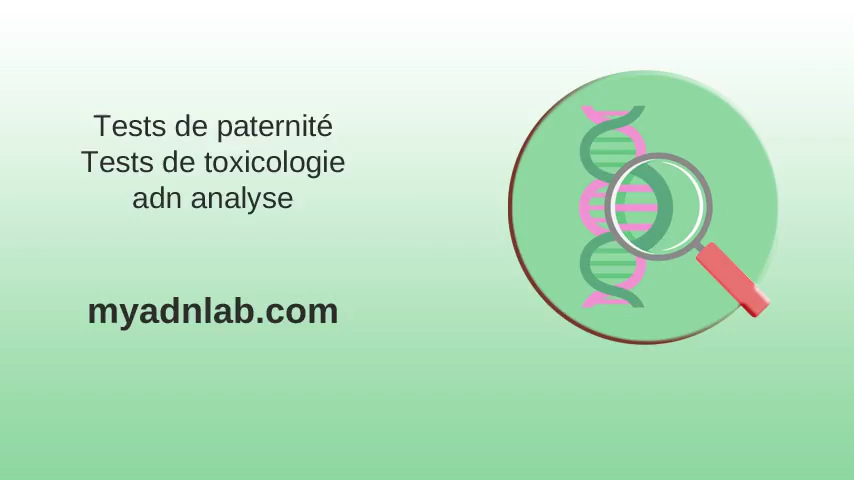 Tests de paternité
Tests de toxicologie
adn analyse
myadnlab.com